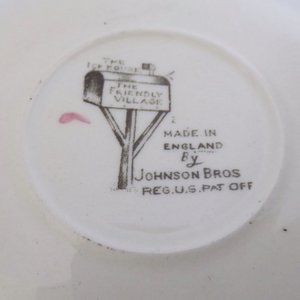 THE
ICE HOUSE
THE
FRIENDLY
VILLAGE
MADE IN
ENGLAND
By
JOHNSON BROS
REG. U.S. PAT OFF